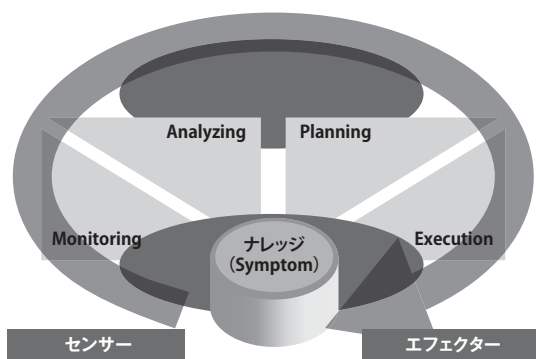 Analyzing
Planning
Monitoring
ナレッジ
（Symptom）
Execution
センサー
エフェクター